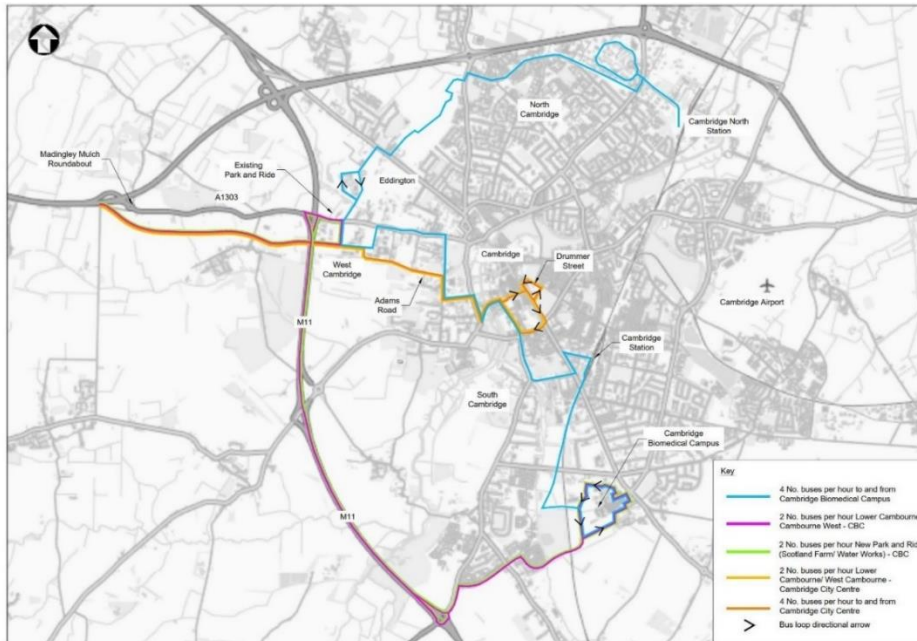 North
Cambridge
Cambridge North
Station
Madingley Mulch
Roundabout
Existing
Park and Ride
Eddington
A1303
Cambridge
Drummer
Street
West
Cambridge
Adams
Road
Cambridge Airport
M11
Cambridge
Station
South
Cambridge
Cambridge
Biomedical Campus
M11
Key
4 No. buses per hour to and from
Cambridge Biomedical Campus
2 No. buses per hour Lower Cambourne
Cambourne West - CBC
2 No. buses per hour New Park and Rid
(Scotland Farm/ Water Works) - CBC
2 No. buses per hour Lower
Cambourne/ West Cambourne -
Cambridge City Centre
4 No. buses per hour to and from
Cambridge City Centre
Bus loop directional arrow